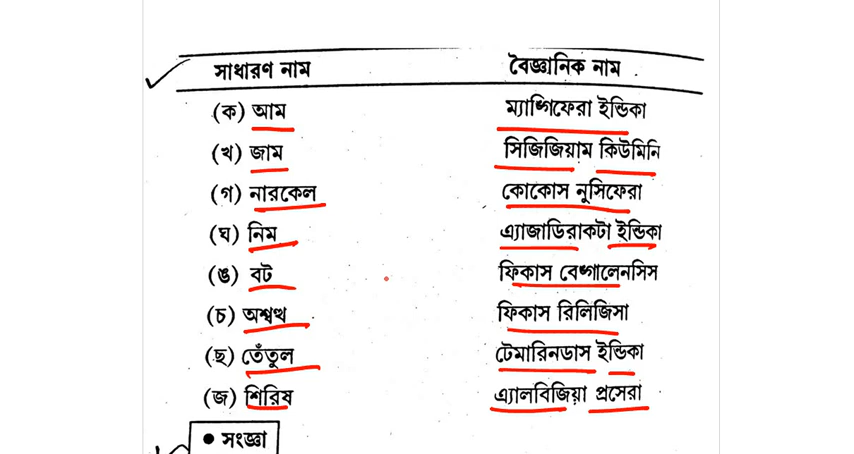 সাধারণ নাম বৈজ্ঞানিক নাম
(ক) আম ম্যাঙ্গিফেরা ইন্ডিকা
(খ) জাম সিজিজিয়াম কিউমিনি
(গ) নারকেল কোকোস নুসিফেরা
(ঘ) নিম এ্যাজাডিরাকটা ইন্ডিকা
(ঙ) বট ফিকাস বেঙ্গালেনসিস
(চ) অশ্বত্থ ফিকাস রিলিজিসা
(ছ) তেঁতুল টেমারিনডাস ইন্ডিকা
(জ) শিরিষ এ্যালবিজিয়া প্রসেরা
• সংজ্ঞা